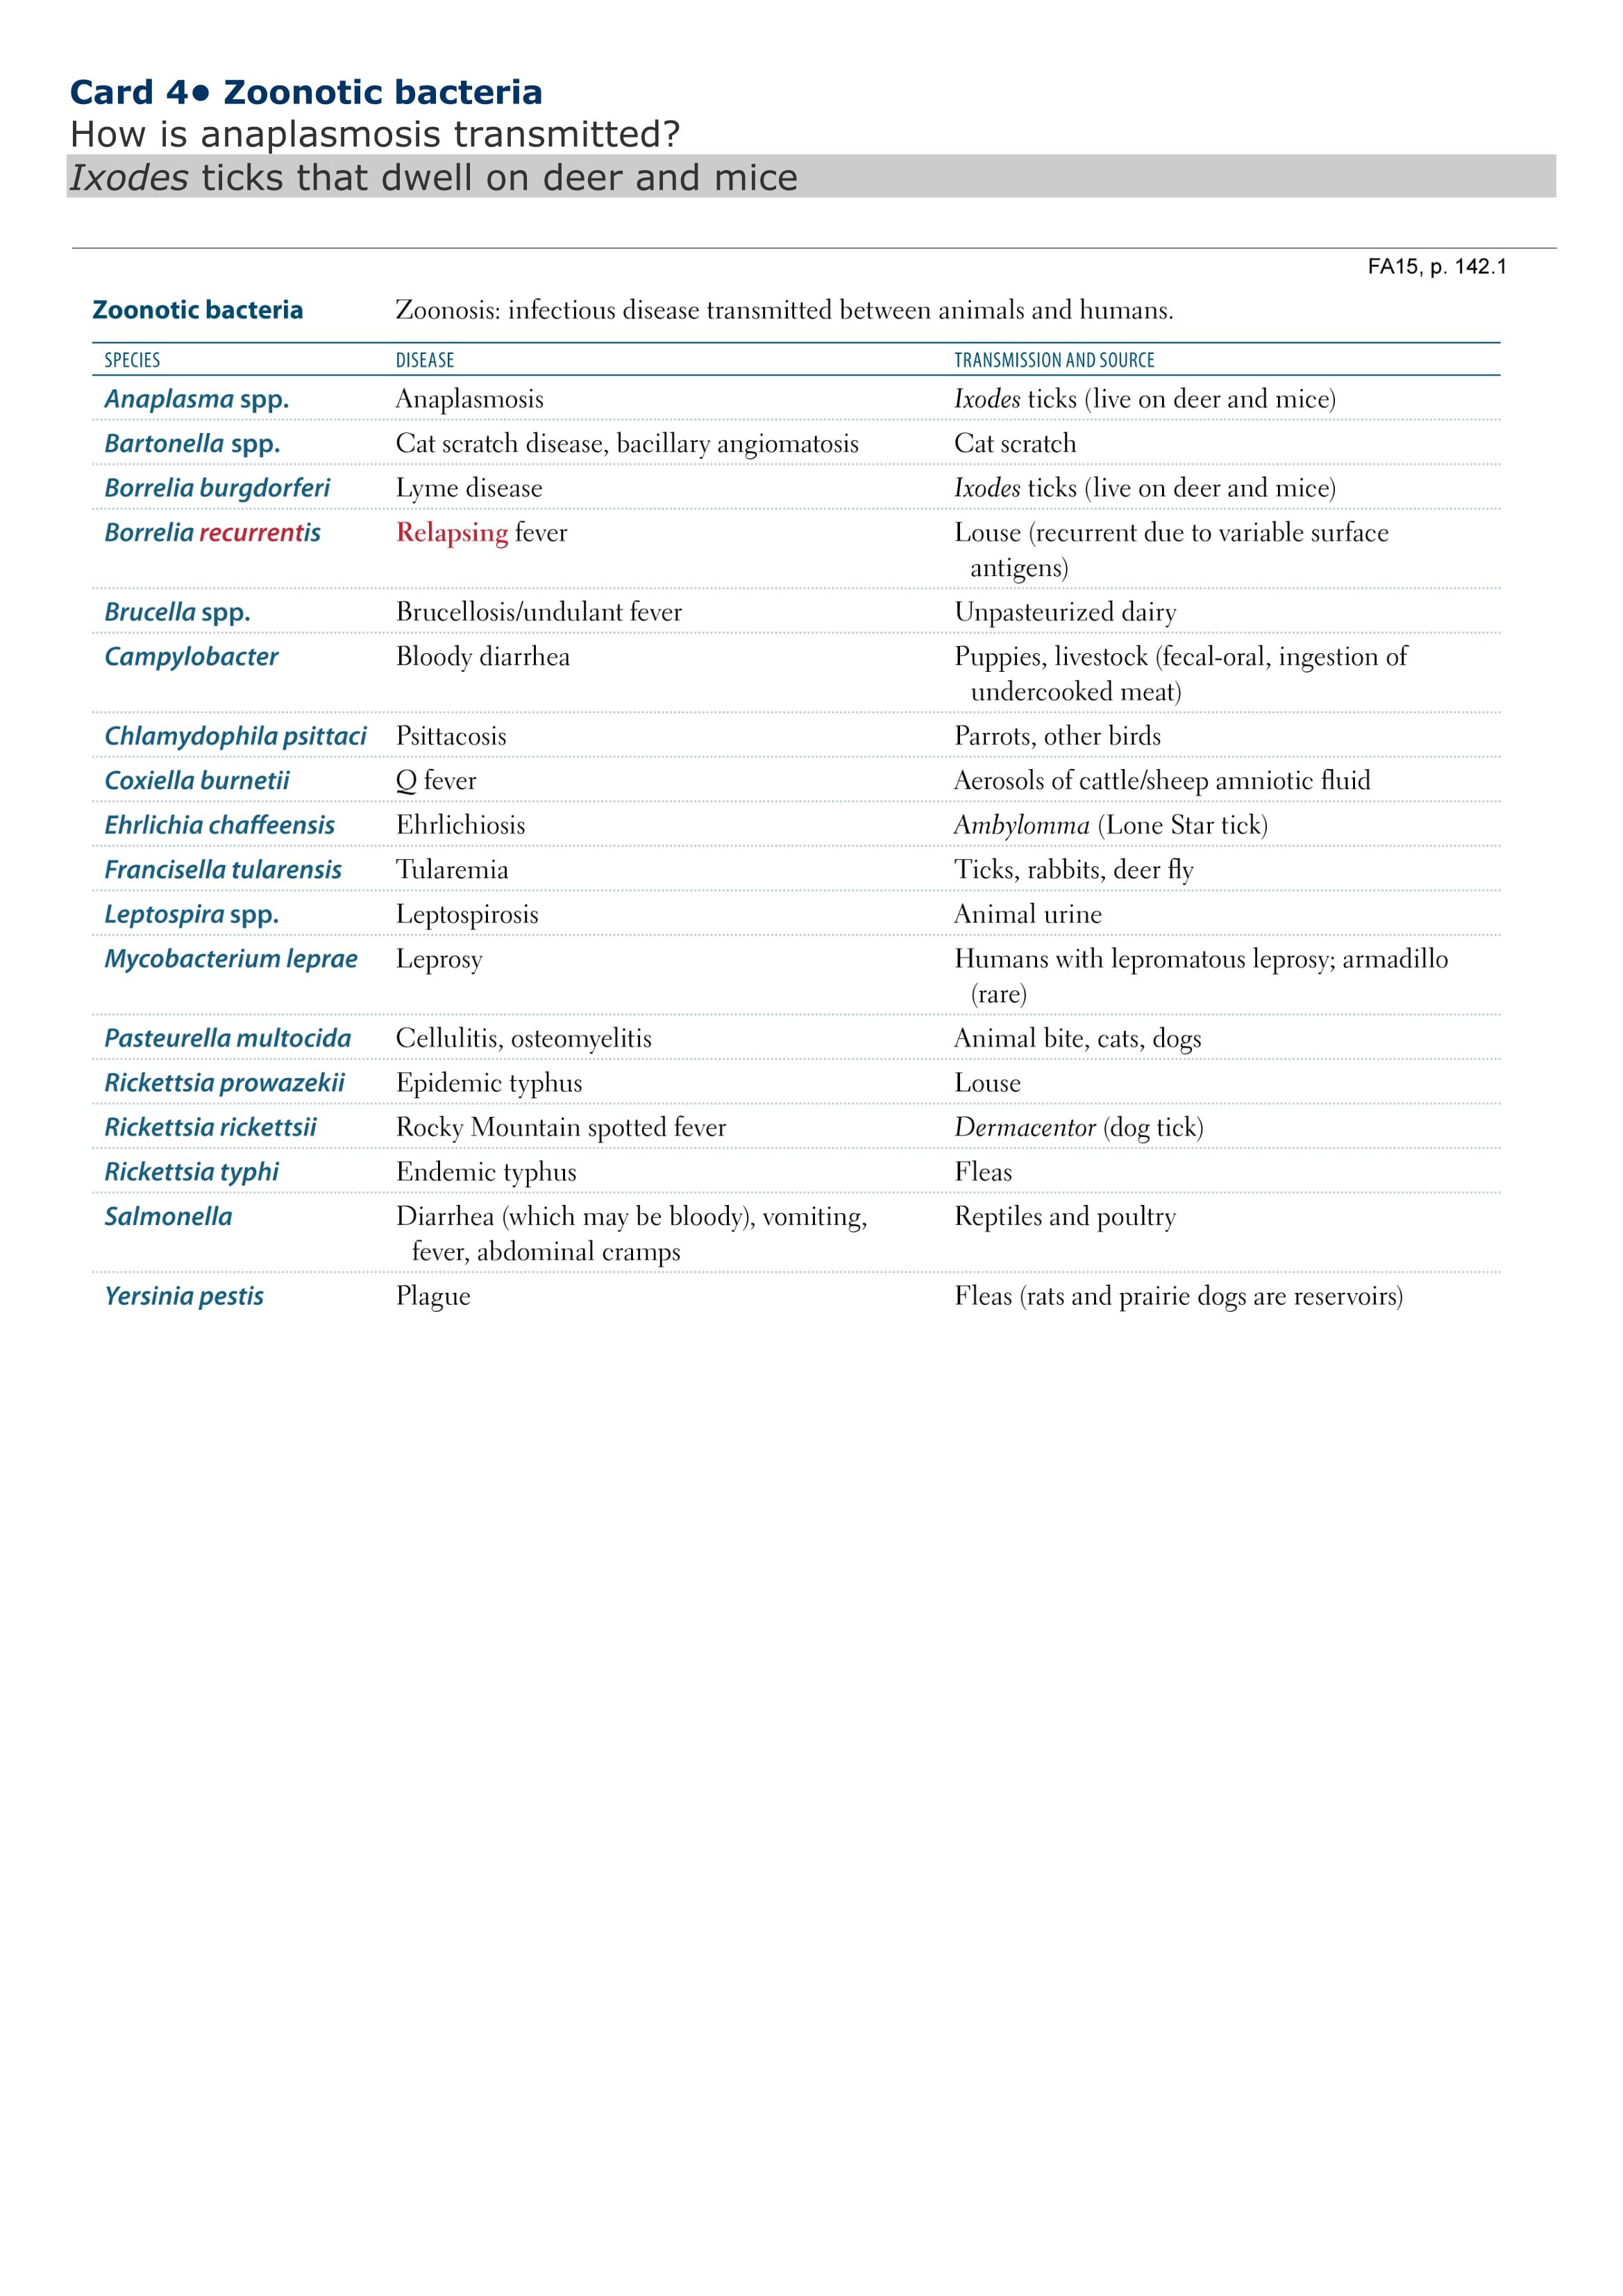 Card 4● Zoonotic bacteria
How is anaplasmosis transmitted?
Ixodes ticks that dwell on deer and mice
FA15, p. 142.1
Zoonotic bacteria Zoonosis: infectious disease transmitted between animals and humans.
SPECIES DISEASE TRANSMISSION AND SOURCE
Anaplasma spp. Anaplasmosis Ixodes ticks (live on deer and mice)
Bartonella spp. Cat scratch disease, bacillary angiomatosis Cat scratch
Borrelia burgdorferi Lyme disease Ixodes ticks (live on deer and mice)
Borrelia recurrentis Relapsing fever Louse (recurrent due to variable surface
antigens)
Brucella spp. Brucellosis/undulant fever Unpasteurized dairy
Campylobacter Bloody diarrhea Puppies, livestock (fecal-oral, ingestion of
undercooked meat)
Chlamydophila psittaci Psittacosis Parrots, other birds
Coxiella burnetii Q fever Aerosols of cattle/sheep amniotic fluid
Ehrlichia chaffeensis Ehrlichiosis Ambylomma (Lone Star tick)
Francisella tularensis Tularemia Ticks, rabbits, deer fly
Leptospira spp. Leptospirosis Animal urine
Mycobacterium leprae Leprosy Humans with lepromatous leprosy; armadillo
(rare)
Pasteurella multocida Cellulitis, osteomyelitis Animal bite, cats, dogs
Rickettsia prowazekii Epidemic typhus Louse
Rickettsia rickettsii Rocky Mountain spotted fever Dermacentor (dog tick)
Rickettsia typhi Endemic typhus Fleas
Salmonella Diarrhea (which may be bloody), vomiting, Reptiles and poultry
fever, abdominal cramps
Yersinia pestis Plague Fleas (rats and prairie dogs are reservoirs)